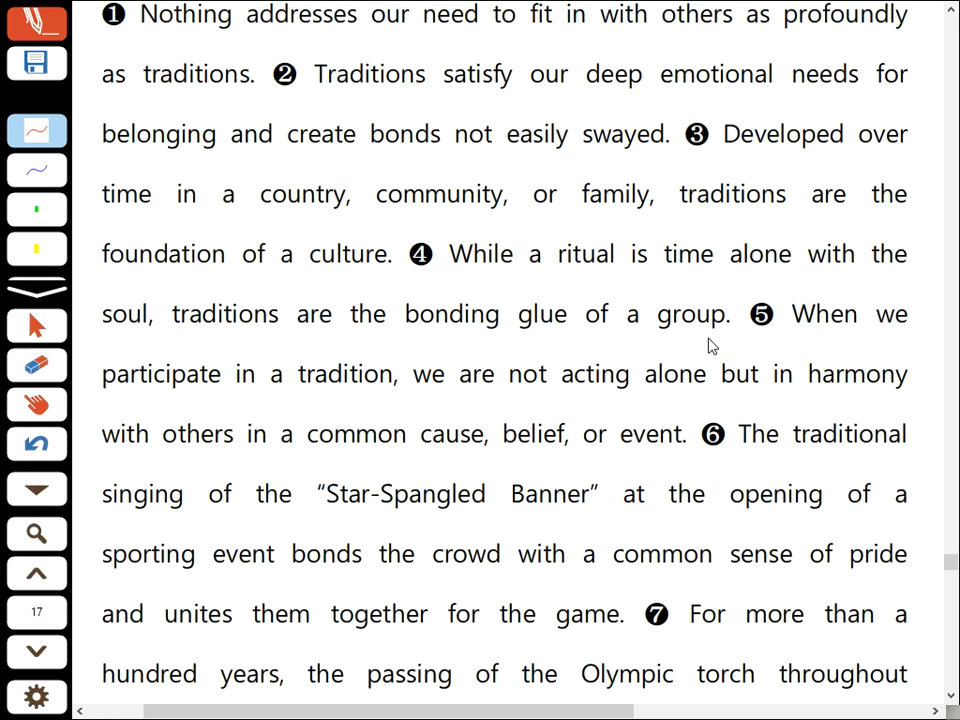 ❶ Nothing addresses our need to fit in with others as profoundly
as traditions. ❷ Traditions satisfy our deep emotional needs for
belonging and create bonds not easily swayed. ❸ Developed over
time in a country, community, or family, traditions are the
foundation of a culture. ❹ While a ritual is time alone with the
soul, traditions are the bonding glue of a group. ❺ When we
participate in a tradition, we are not acting alone but in harmony
with others in a common cause, belief, or event. ❻ The traditional
singing of the “Star-Spangled Banner” at the opening of a
sporting event bonds the crowd with a common sense of pride
and unites them together for the game. ❼ For more than a
hundred years, the passing of the Olympic torch throughout
17